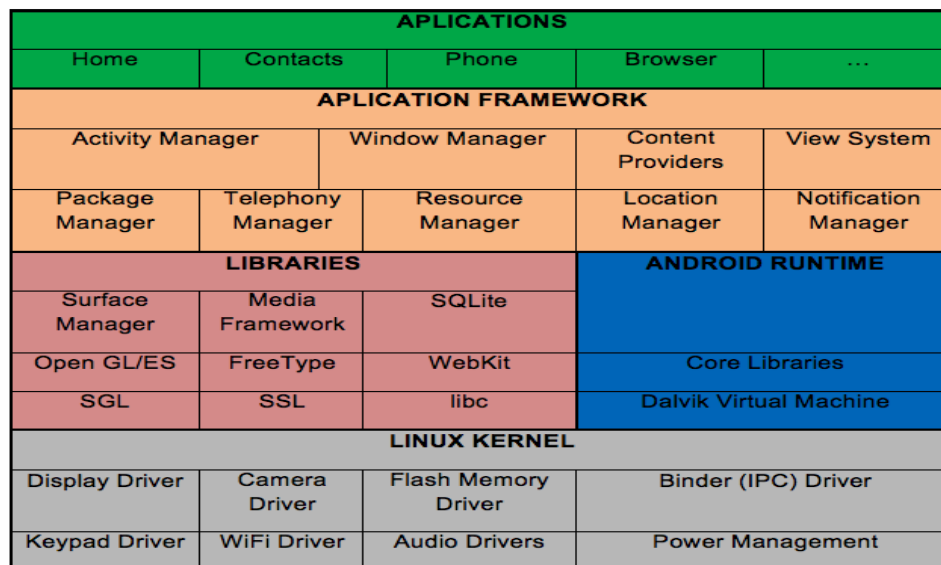 APLICATIONS
Home Contacts Phone Browser ...
APLICATION FRAMEWORK
Activity Manager Window Manager Content Providers View System
Package Manager Telephony Manager Resource Manager Location Manager Notification Manager
LIBRARIES ANDROID RUNTIME
Surface Manager Media Framework SQLite
Open GL/ES FreeType WebKit Core Libraries
SGL SSL libc Dalvik Virtual Machine
LINUX KERNEL
Display Driver Camera Driver Flash Memory Driver Binder (IPC) Driver
Keypad Driver WiFi Driver Audio Drivers Power Management